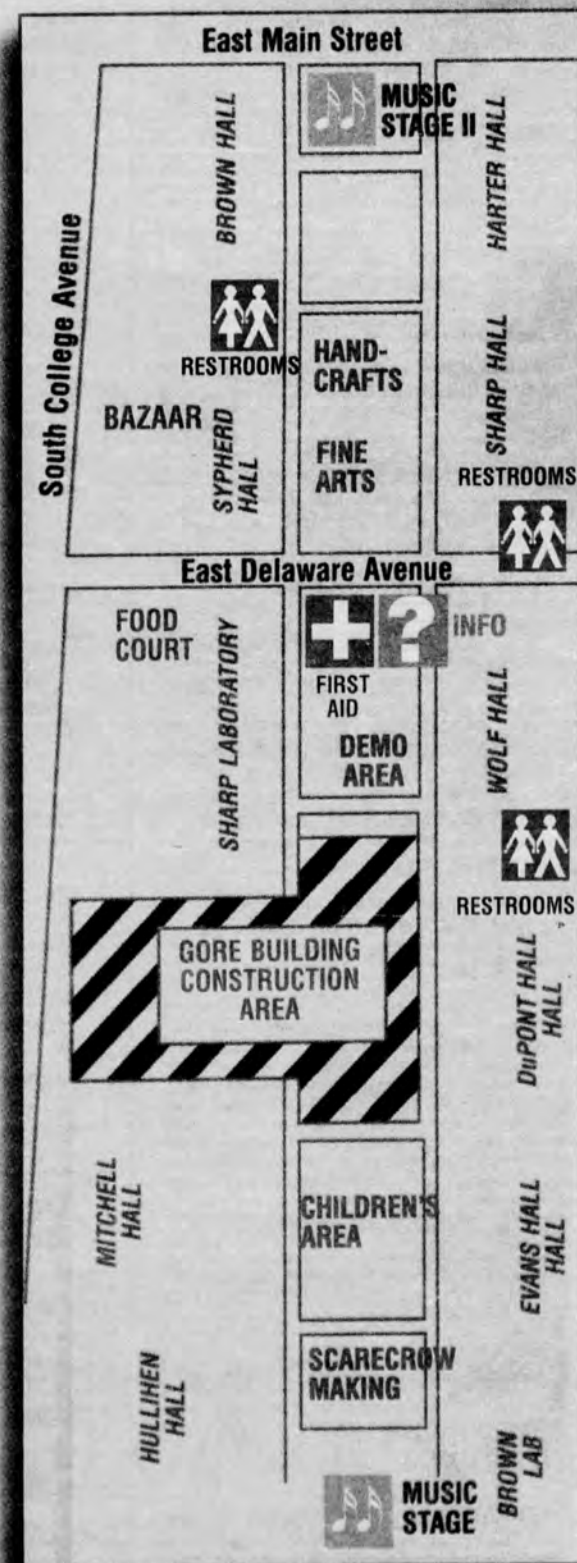 East Main Street
MUSIC
STAGE II
BROWN HALL
HARTER HALL
South College Avenue
RESTROOMS
HAND-
CRAFTS
SHARP HALL
BAZAAR
SYPHERD
HALL
FINE
ARTS
RESTROOMS
East Delaware Avenue
FOOD
COURT
?
INFO
FIRST
AID
SHARP LABORATORY
WOLF HALL
DEMO
AREA
RESTROOMS
GORE BUILDING
CONSTRUCTION
AREA
DuPONT HALL
HALL
MITCHELL
HALL
CHILDREN'S
AREA
EVANS HALL
HALL
SCARECROW
MAKING
HULLIHEN
HALL
BROWN
LAB
MUSIC
STAGE